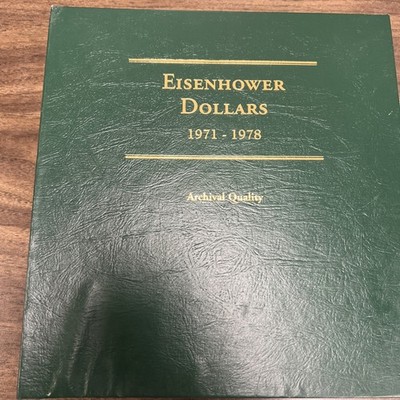 EISENHOWER
DOLLARS
1971 - 1978
Archival Quality